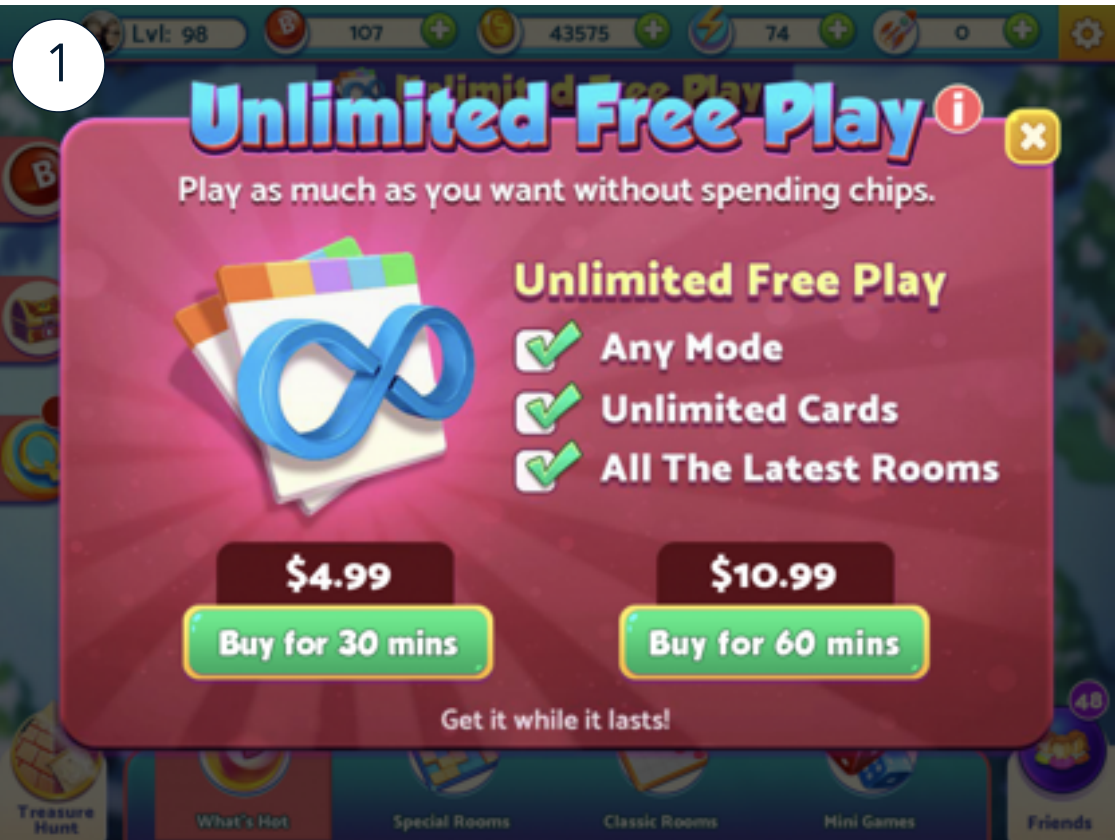 1
Lvl: 98
B
107
43575
74
0
Unlimited Free Play
Unlimited Free Play
i
Play as much as you want without spending chips.
B
Unlimited Free Play
Any Mode
Unlimited Cards
All The Latest Rooms
$4.99
$10.99
Buy for 30 mins
Buy for 60 mins
Get it while it lasts!
48
Treasure
Hunt
What's Hot
Special Rooms
Classic Rooms
Mini Games
Friends